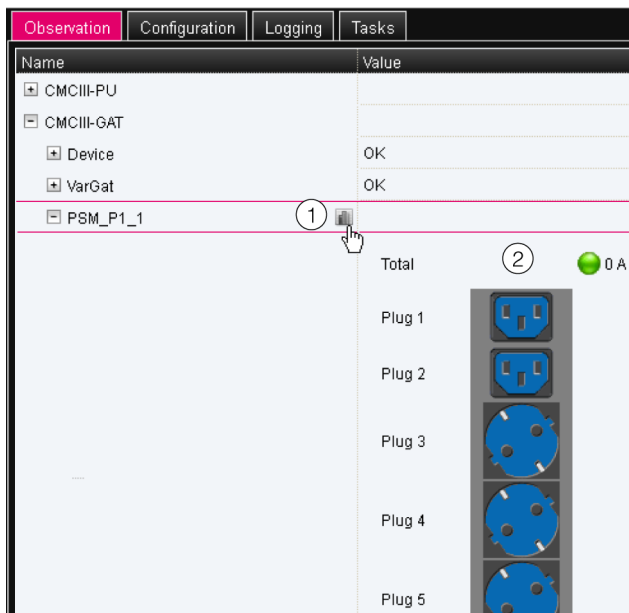 Observation Configuration Logging Tasks
Name Value
CMCIII-PU
CMCIII-GAT
Device OK
VarGat OK
PSM_P1_1 1
Total 2 0 A
Plug 1
Plug 2
Plug 3
Plug 4
Plug 5